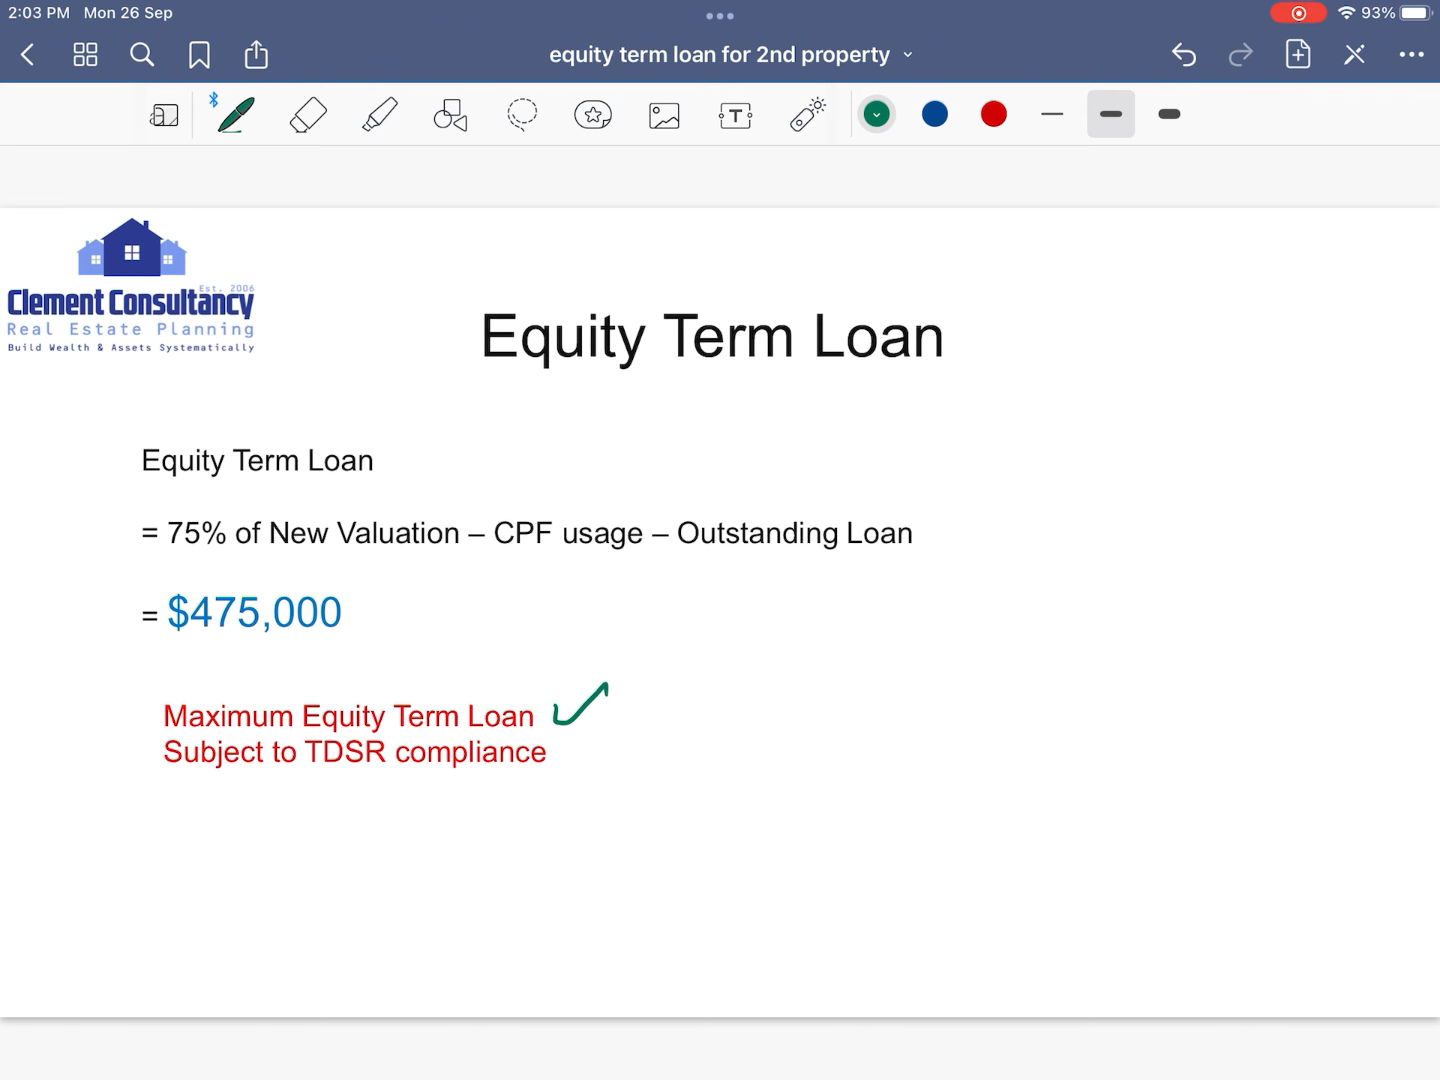 2:03 PM Mon 26 Sep
93%
equity term loan for 2nd property
T
Est. 2006
Clement Consultancy
Real Estate Planning
Build Wealth & Assets Systematically
Equity Term Loan
Equity Term Loan
= 75% of New Valuation – CPF usage – Outstanding Loan
= $475,000
Maximum Equity Term Loan
Subject to TDSR compliance